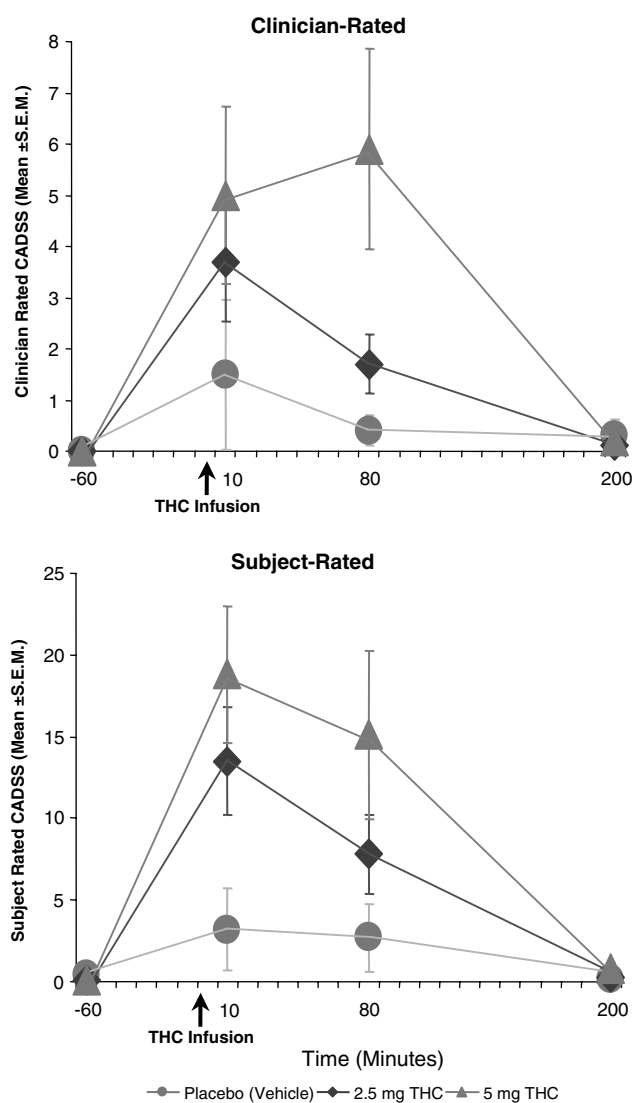 Clinician-Rated
Clinician Rated CADSS (Mean ±S.E.M.)
8
7
6
5
4
3
2
1
0
-60 10 80 200
THC Infusion
Subject-Rated
Subject Rated CADSS (Mean ±S.E.M.)
25
20
15
10
5
0
-60 10 80 200
THC Infusion
Time (Minutes)
Placebo (Vehicle) 2.5 mg THC 5 mg THC